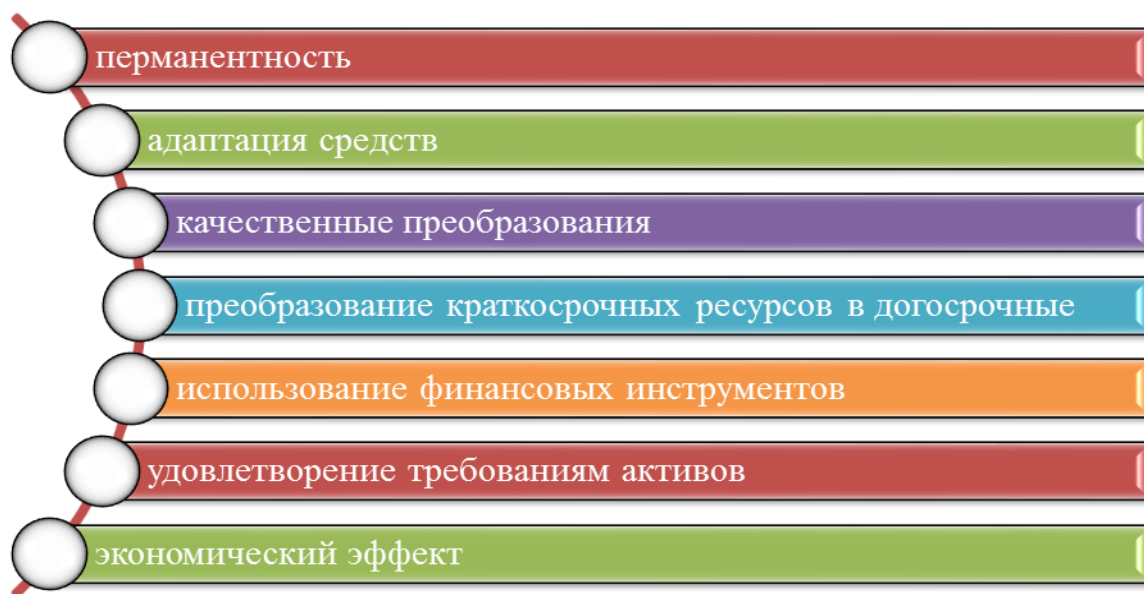 перманентность
адаптация средств
качественные преобразования
преобразование краткосрочных ресурсов в догосрочные
использование финансовых инструментов
удовлетворение требованиям активов
экономический эффект